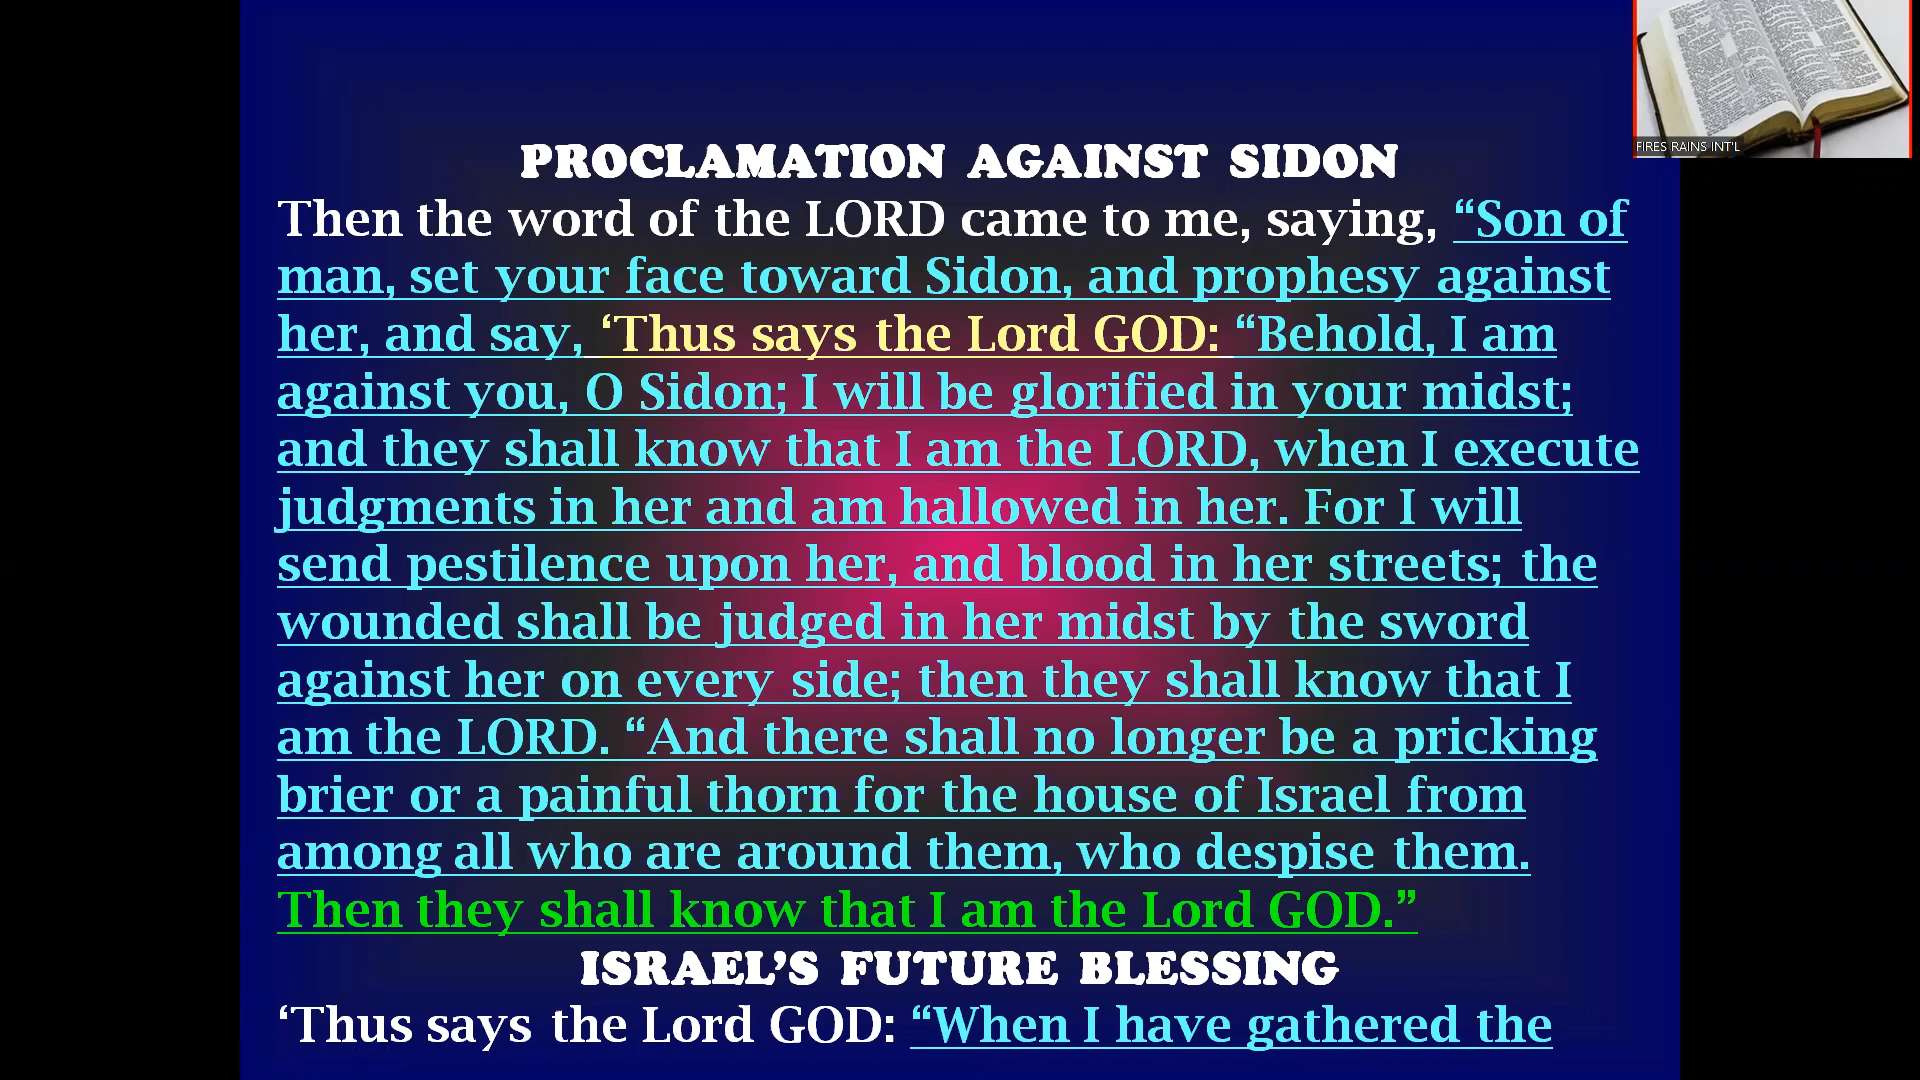 PROCLAMATION AGAINST SIDON
Then the word of the LORD came to me, saying, “Son of
man, set your face toward Sidon, and prophesy against
her, and say, ‘Thus says the Lord GOD: “Behold, I am
against you, O Sidon; I will be glorified in your midst;
and they shall know that I am the LORD, when I execute
judgments in her and am hallowed in her. For I will
send pestilence upon her, and blood in her streets; the
wounded shall be judged in her midst by the sword
against her on every side; then they shall know that I
am the LORD. “And there shall no longer be a pricking
brier or a painful thorn for the house of Israel from
among all who are around them, who despise them.
Then they shall know that I am the Lord GOD.”
ISRAEL’S FUTURE BLESSING
‘Thus says the Lord GOD: “When I have gathered the
FIRES RAINS INT'L